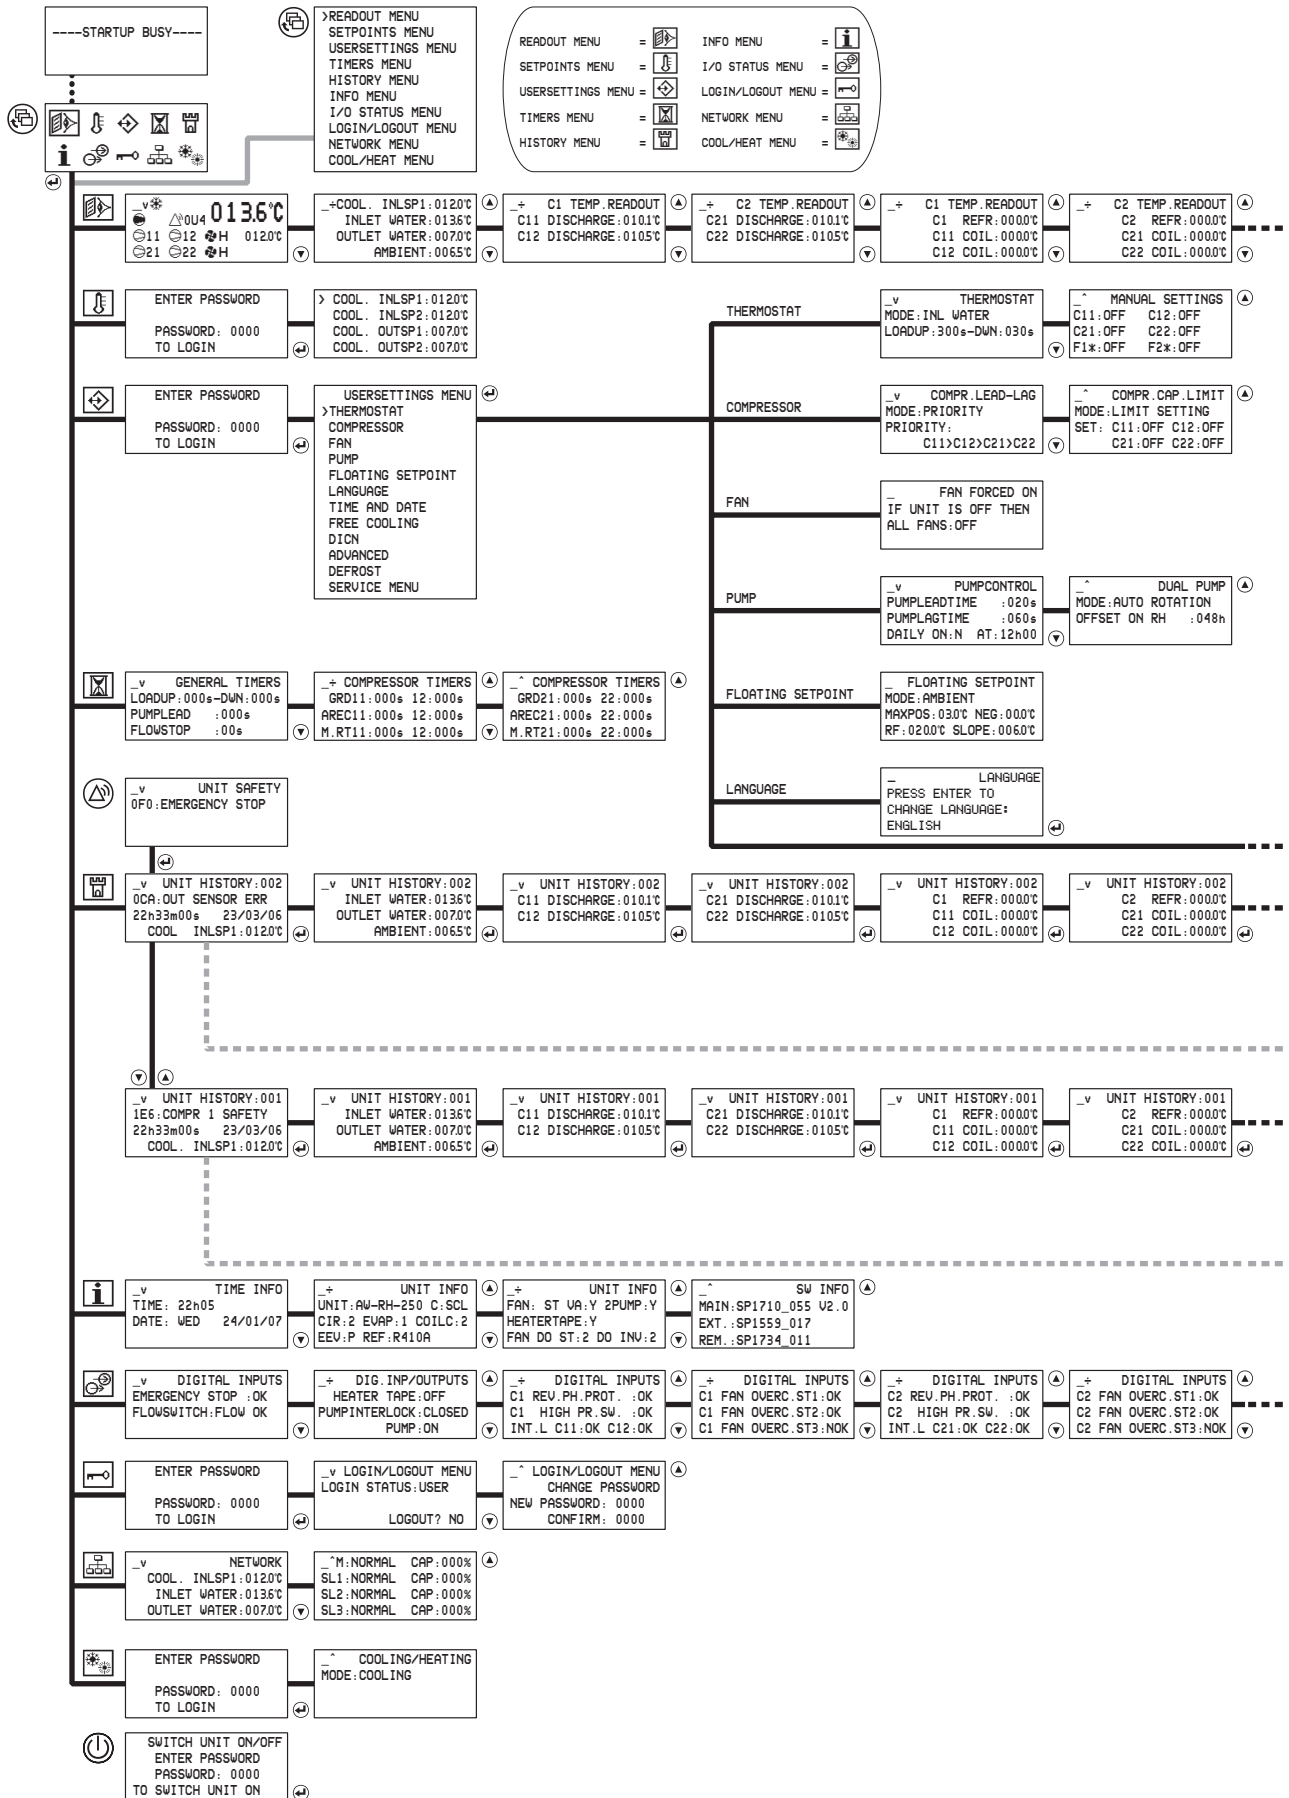 ----STARTUP BUSY----
>READOUT MENU
SETPOINTS MENU
USERSETTINGS MENU
TIMERS MENU
HISTORY MENU
INFO MENU
I/O STATUS MENU
LOGIN/LOGOUT MENU
NETWORK MENU
COOL/HEAT MENU
READOUT MENU =
SETPOINTS MENU =
USERSETTINGS MENU =
TIMERS MENU =
HISTORY MENU =
INFO MENU =
I/O STATUS MENU =
LOGIN/LOGOUT MENU =
NETWORK MENU =
COOL/HEAT MENU =
_v
0U4 013.6°C
11 12 H 012.0°C
21 22 H
_÷COOL. INLSP1:012.0°C
INLET WATER:013.6°C
OUTLET WATER:007.0°C
AMBIENT:006.5°C
_÷ C1 TEMP.READOUT
C11 DISCHARGE:010.1°C
C12 DISCHARGE:010.5°C
_÷ C2 TEMP.READOUT
C21 DISCHARGE:010.1°C
C22 DISCHARGE:010.5°C
_÷ C1 TEMP.READOUT
C1 REFR:000.0°C
C11 COIL:000.0°C
C12 COIL:000.0°C
_÷ C2 TEMP.READOUT
C2 REFR:000.0°C
C21 COIL:000.0°C
C22 COIL:000.0°C
ENTER PASSWORD
PASSWORD: 0000
TO LOGIN
> COOL. INLSP1:012.0°C
COOL. INLSP2:012.0°C
COOL. OUTSP1:007.0°C
COOL. OUTSP2:007.0°C
THERMOSTAT
_v THERMOSTAT
MODE:INL WATER
LOADUP:300s-DWN:030s
_^ MANUAL SETTINGS
C11:OFF C12:OFF
C21:OFF C22:OFF
F1*:OFF F2*:OFF
ENTER PASSWORD
PASSWORD: 0000
TO LOGIN
USERSETTINGS MENU
>THERMOSTAT
COMPRESSOR
FAN
PUMP
FLOATING SETPOINT
LANGUAGE
TIME AND DATE
FREE COOLING
DICN
ADVANCED
DEFROST
SERVICE MENU
COMPRESSOR
_v COMPR.LEAD-LAG
MODE:PRIORITY
PRIORITY:
C11>C12>C21>C22
_^ COMPR.CAP.LIMIT
MODE:LIMIT SETTING
SET: C11:OFF C12:OFF
C21:OFF C22:OFF
FAN
_ FAN FORCED ON
IF UNIT IS OFF THEN
ALL FANS:OFF
PUMP
_v PUMPCONTROL
PUMPLEADTIME :020s
PUMPLAGTIME :060s
DAILY ON:N AT:12h00
_^ DUAL PUMP
MODE:AUTO ROTATION
OFFSET ON RH :048h
FLOATING SETPOINT
_ FLOATING SETPOINT
MODE:AMBIENT
MAXPOS:03.0°C NEG:00.0°C
RF:020.0°C SLOPE:006.0°C
LANGUAGE
_ LANGUAGE
PRESS ENTER TO
CHANGE LANGUAGE:
ENGLISH
_v GENERAL TIMERS
LOADUP:000s-DWN:000s
PUMPLEAD :000s
FLOWSTOP :00s
_÷ COMPRESSOR TIMERS
GRD11:000s 12:000s
AREC11:000s 12:000s
M.RT11:000s 12:000s
_^ COMPRESSOR TIMERS
GRD21:000s 22:000s
AREC21:000s 22:000s
M.RT21:000s 22:000s
_v UNIT SAFETY
0F0:EMERGENCY STOP
_v UNIT HISTORY:002
0CA:OUT SENSOR ERR
22h33m00s 23/03/06
COOL INLSP1:012.0°C
_v UNIT HISTORY:002
INLET WATER:013.6°C
OUTLET WATER:007.0°C
AMBIENT:006.5°C
_v UNIT HISTORY:002
C11 DISCHARGE:010.1°C
C12 DISCHARGE:010.5°C
_v UNIT HISTORY:002
C21 DISCHARGE:010.1°C
C22 DISCHARGE:010.5°C
_v UNIT HISTORY:002
C1 REFR:000.0°C
C11 COIL:000.0°C
C12 COIL:000.0°C
_v UNIT HISTORY:002
C2 REFR:000.0°C
C21 COIL:000.0°C
C22 COIL:000.0°C
_v UNIT HISTORY:001
1E6:COMPR 1 SAFETY
22h33m00s 23/03/06
COOL. INLSP1:012.0°C
_v UNIT HISTORY:001
INLET WATER:013.6°C
OUTLET WATER:007.0°C
AMBIENT:006.5°C
_v UNIT HISTORY:001
C11 DISCHARGE:010.1°C
C12 DISCHARGE:010.5°C
_v UNIT HISTORY:001
C21 DISCHARGE:010.1°C
C22 DISCHARGE:010.5°C
_v UNIT HISTORY:001
C1 REFR:000.0°C
C11 COIL:000.0°C
C12 COIL:000.0°C
_v UNIT HISTORY:001
C2 REFR:000.0°C
C21 COIL:000.0°C
C22 COIL:000.0°C
_v TIME INFO
TIME: 22h05
DATE: WED 24/01/07
_÷ UNIT INFO
UNIT:AW-RH-250 C:SCL
CIR:2 EVAP:1 COILC:2
EEV:P REF:R410A
_÷ UNIT INFO
FAN: ST VA:Y 2PUMP:Y
HEATERTAPE:Y
FAN DO ST:2 DO INV:2
_^ SW INFO
MAIN:SP1710_055 V2.0
EXT.:SP1559_017
REM.:SP1734_011
_v DIGITAL INPUTS
EMERGENCY STOP :OK
FLOWSWITCH:FLOW OK
_÷ DIG.INP/OUTPUTS
HEATER TAPE:OFF
PUMPINTERLOCK:CLOSED
PUMP:ON
_÷ DIGITAL INPUTS
C1 REV.PH.PROT. :OK
C1 HIGH PR.SW. :OK
INT.L C11:OK C12:OK
_÷ DIGITAL INPUTS
C1 FAN OVERC.ST1:OK
C1 FAN OVERC.ST2:OK
C1 FAN OVERC.ST3:NOK
_÷ DIGITAL INPUTS
C2 REV.PH.PROT. :OK
C2 HIGH PR.SW. :OK
INT.L C21:OK C22:OK
_÷ DIGITAL INPUTS
C2 FAN OVERC.ST1:OK
C2 FAN OVERC.ST2:OK
C2 FAN OVERC.ST3:NOK
ENTER PASSWORD
PASSWORD: 0000
TO LOGIN
_v LOGIN/LOGOUT MENU
LOGIN STATUS:USER
LOGOUT? NO
_^ LOGIN/LOGOUT MENU
CHANGE PASSWORD
NEW PASSWORD: 0000
CONFIRM: 0000
_v NETWORK
COOL. INLSP1:012.0°C
INLET WATER:013.6°C
OUTLET WATER:007.0°C
_^M:NORMAL CAP:000%
SL1:NORMAL CAP:000%
SL2:NORMAL CAP:000%
SL3:NORMAL CAP:000%
ENTER PASSWORD
PASSWORD: 0000
TO LOGIN
_^ COOLING/HEATING
MODE:COOLING
SWITCH UNIT ON/OFF
ENTER PASSWORD
PASSWORD: 0000
TO SWITCH UNIT ON